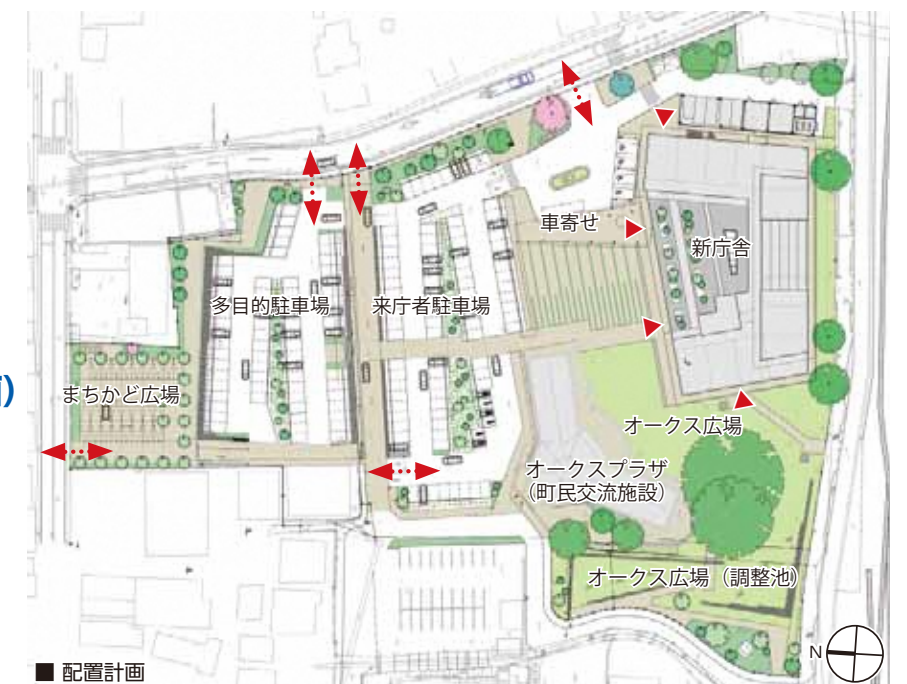 車寄せ
新庁舎
多目的駐車場
来庁者駐車場
まちかど広場
オークス広場
オークスプラザ
(町民交流施設)
オークス広場(調整池)
N
■ 配置計画